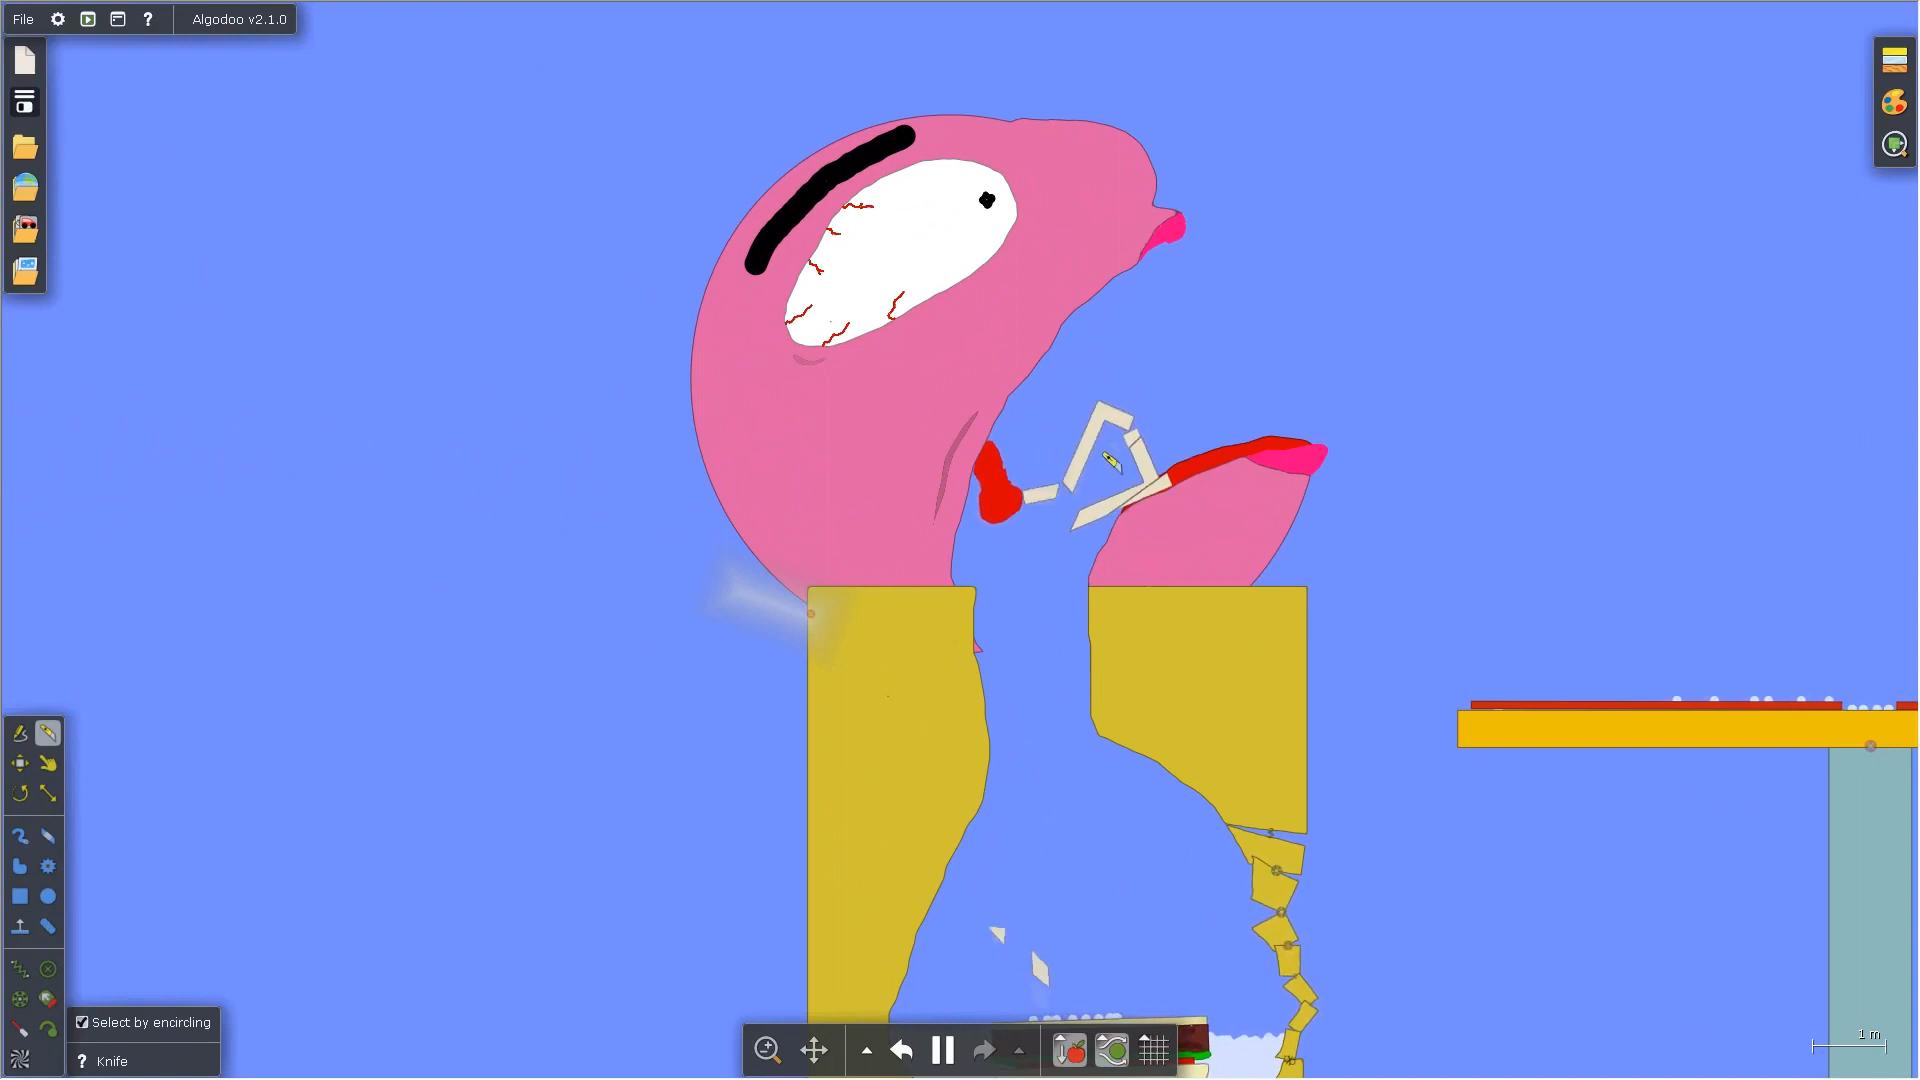 File ? Algodoo v2.1.0
Select by encircling
? Knife
1 m